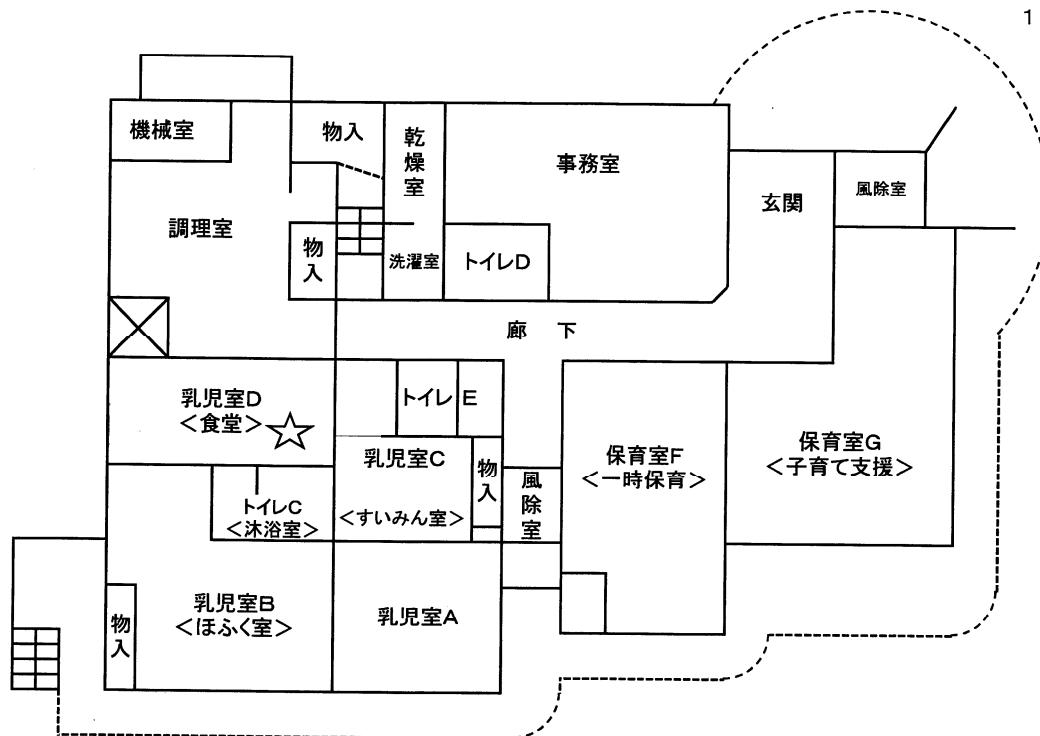 1
機械室
物入
乾燥室
事務室
玄関
風除室
調理室
物入
洗濯室
トイレD
廊 下
乳児室D
<食堂>
トイレ E
乳児室C
<すいみん室>
物入
風除室
保育室F
<一時保育>
保育室G
<子育て支援>
トイレC
<沐浴室>
乳児室B
<ほふく室>
物入
乳児室A